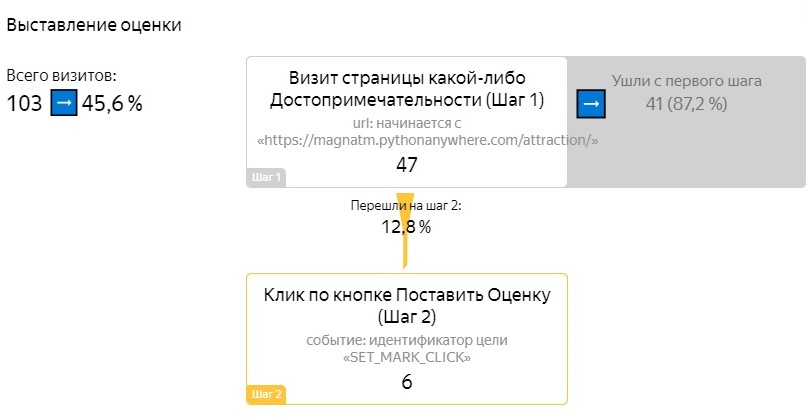 Выставление оценки
Всего визитов:
103 → 45,6 %
Визит страницы какой-либо
Достопримечательности (Шаг 1)
url: начинается с
«https://magnatm.pythonanywhere.com/attraction/»
47
Шаг 1
→
Ушли с первого шага
41 (87,2 %)
Перешли на шаг 2:
12,8 %
Клик по кнопке Поставить Оценку
(Шаг 2)
событие: идентификатор цели
«SET_MARK_CLICK»
6
Шаг 2